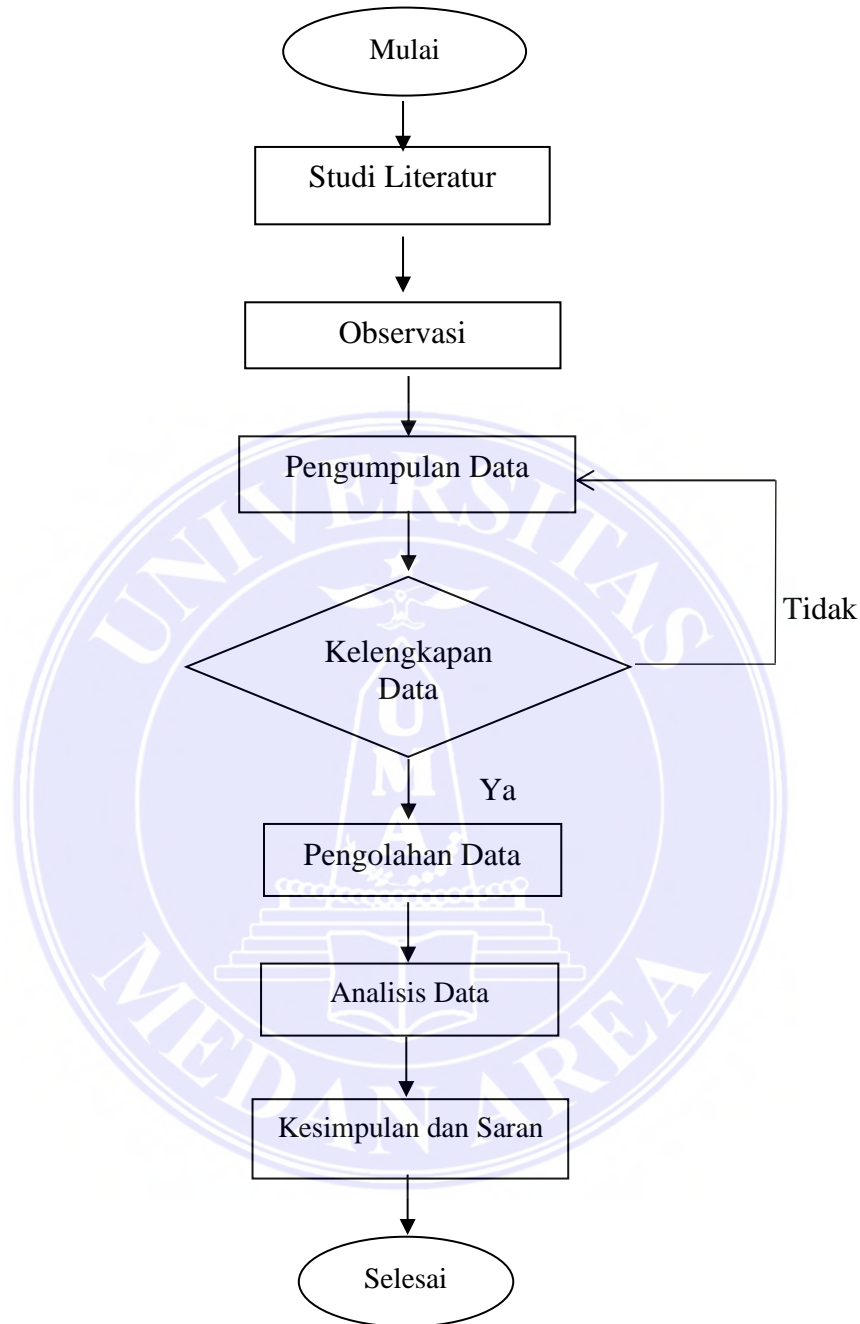 Mulai
Studi Literatur
Observasi
Pengumpulan Data
Tidak
Kelengkapan
Data
Ya
Pengolahan Data
Analisis Data
Kesimpulan dan Saran
Selesai
UNIVERSITAS
UMA
MEDAN AREA